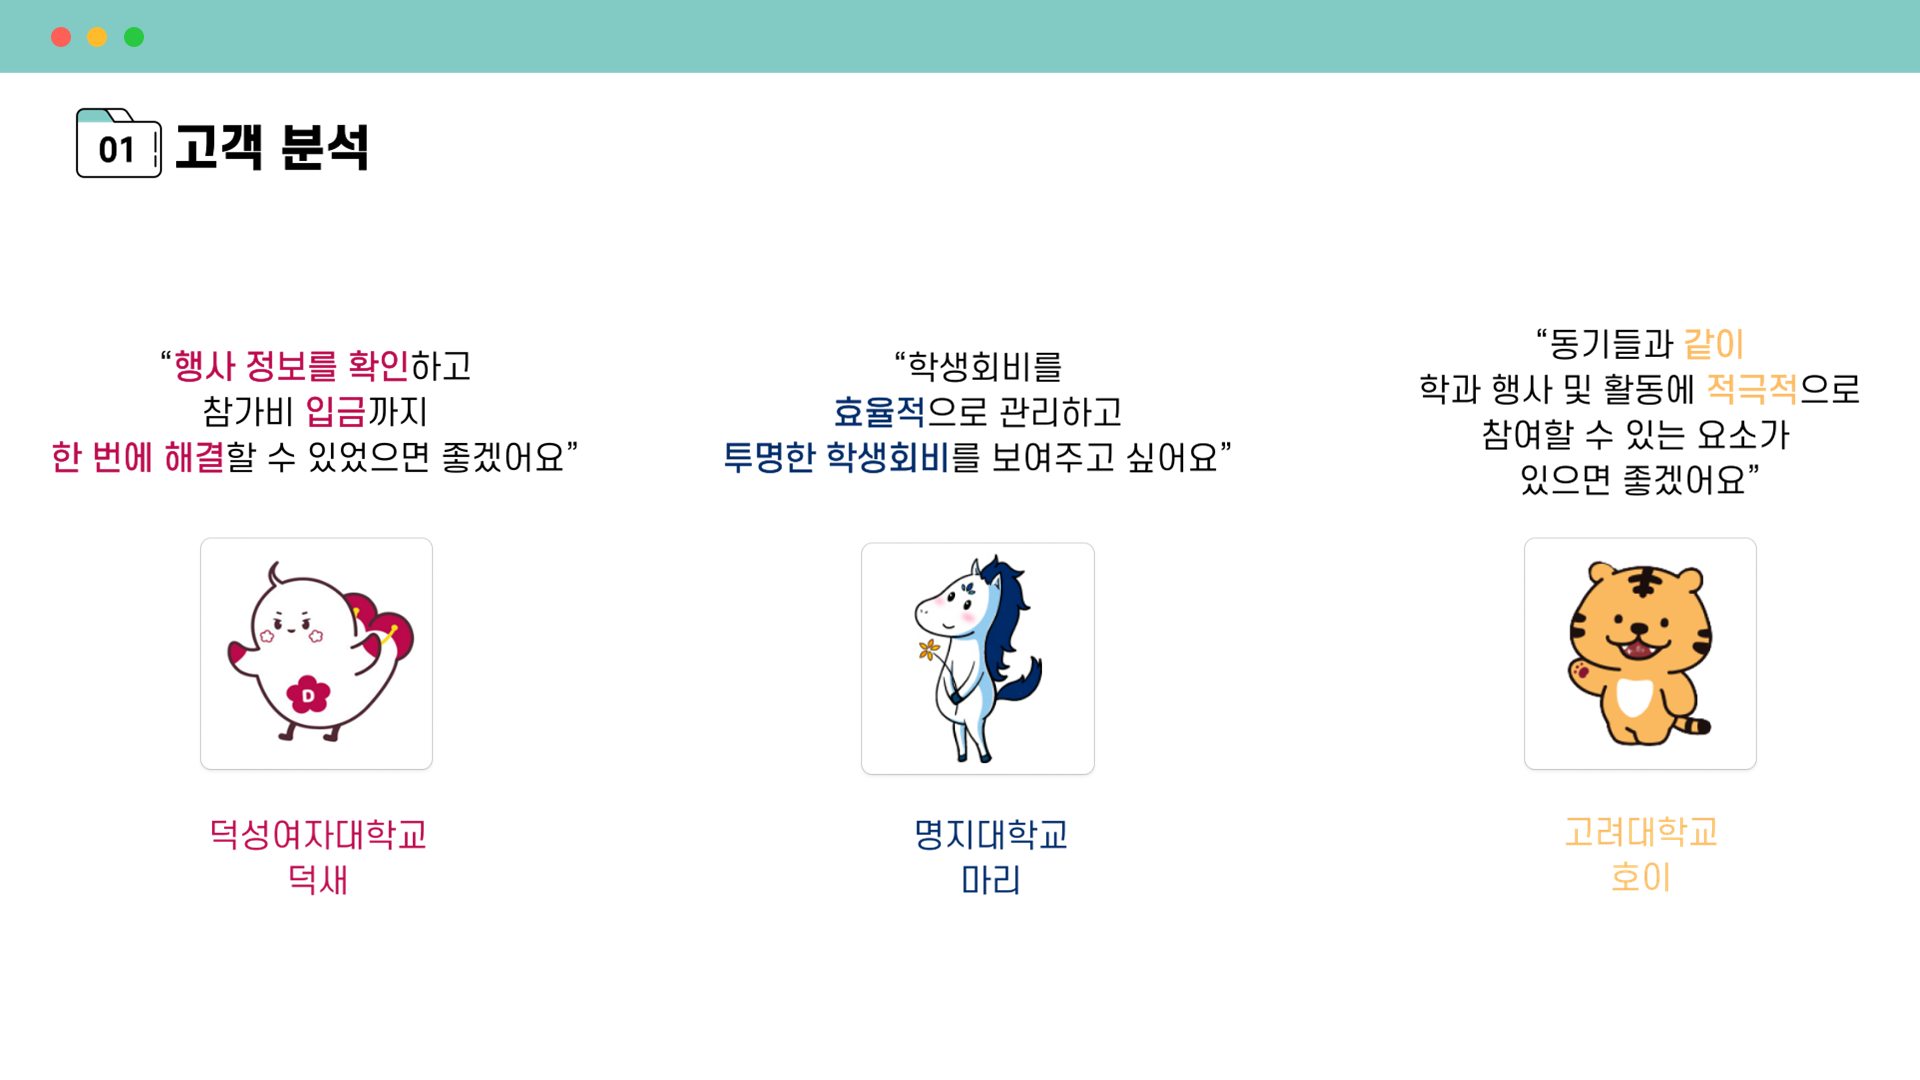 01 고객 분석
“행사 정보를 확인하고
참가비 입금까지
한 번에 해결할 수 있었으면 좋겠어요”
“학생회비를
효율적으로 관리하고
투명한 학생회비를 보여주고 싶어요”
“동기들과 같이
학과 행사 및 활동에 적극적으로
참여할 수 있는 요소가
있으면 좋겠어요”
D
덕성여자대학교
덕새
명지대학교
마리
고려대학교
호이